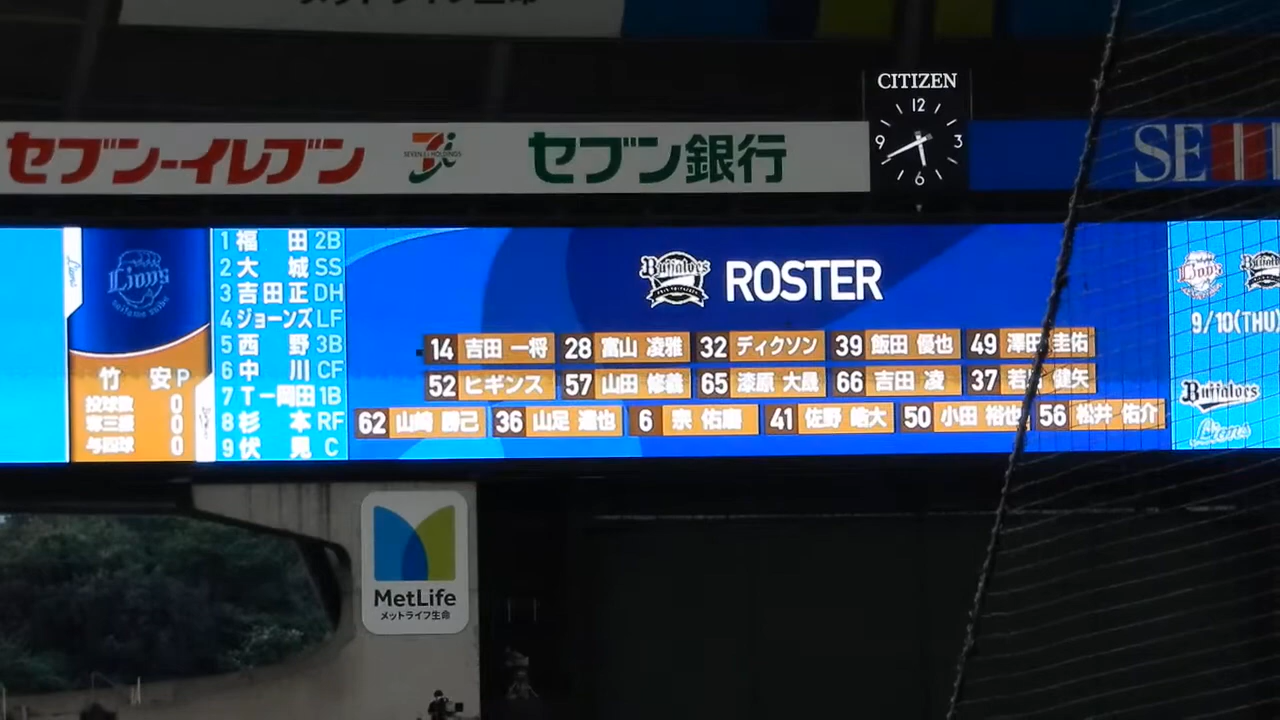 CITIZEN
12
9 3
6
セブン-イレブン
SEVEN & i HOLDINGS
セブン銀行
SE
Lions
竹 安 P
投球数 0
奪三振 0
与四球 0
1 福 田 2B
2 大 城 SS
3 吉田正 DH
4 ジョーンズ LF
5 西 野 3B
6 中 川 CF
7 T-岡田 1B
8 杉 本 RF
9 伏 見 C
Buffaloes ROSTER
14 吉田 一将 28 富山 凌雅 32 ディクソン 39 飯田 優也 49 澤田 圭佑
52 ヒギンス 57 山田 修義 65 漆原 大晟 66 吉田 凌 37 若月 健矢
62 山崎 勝己 36 山足 達也 6 宗 佑磨 41 佐野 皓大 50 小田 裕也 56 松井 佑介
Lions
9/10(THU)
Buffaloes
Lions
MetLife
メットライフ生命